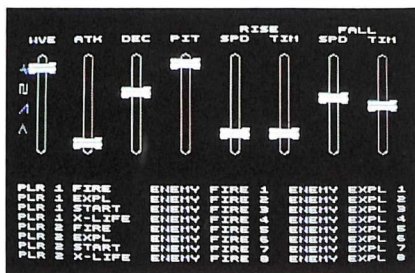 RISE FALL
WVE ATK DEC PIT SPD TIM SPD TIM
PLR 1 FIRE ENEMY FIRE 1 ENEMY EXPL 1
PLR 1 EXPL ENEMY FIRE 2 ENEMY EXPL 2
PLR 1 START ENEMY FIRE 3 ENEMY EXPL 3
PLR 1 X-LIFE ENEMY FIRE 4 ENEMY EXPL 4
PLR 2 FIRE ENEMY FIRE 5 ENEMY EXPL 5
PLR 2 EXPL ENEMY FIRE 6 ENEMY EXPL 6
PLR 2 START ENEMY FIRE 7 ENEMY EXPL 7
PLR 2 X-LIFE ENEMY FIRE 8 ENEMY EXPL 8